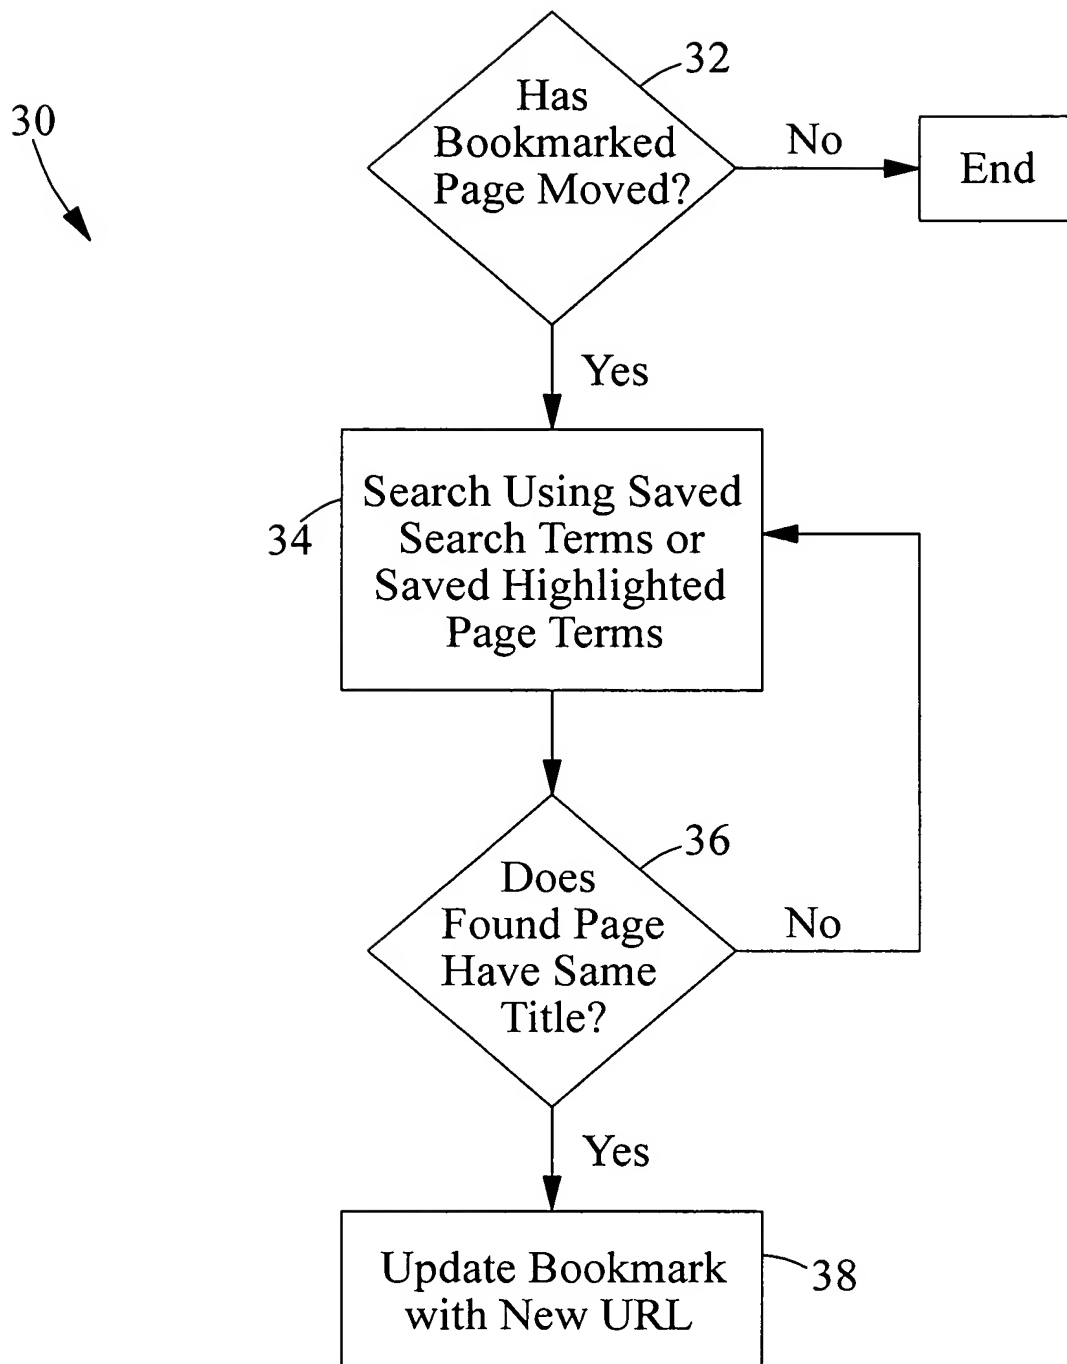 30
32
Has
Bookmarked
Page Moved?
No
End
Yes
34
Search Using Saved
Search Terms or
Saved Highlighted
Page Terms
36
Does
Found Page
Have Same
Title?
No
Yes
38
Update Bookmark
with New URL